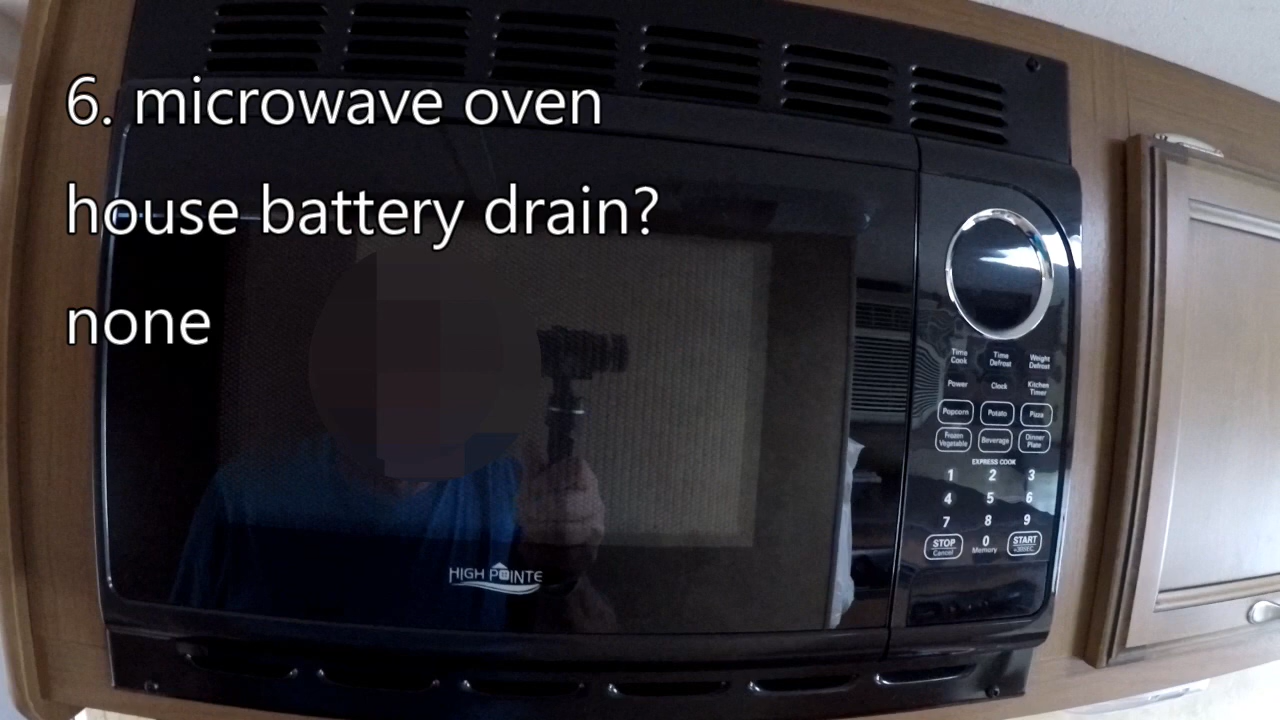 6. microwave oven
house battery drain?
none
Time Cook
Time Defrost
Weight Defrost
Power
Clock
Kitchen Timer
Popcorn
Potato
Pizza
Frozen Vegetable
Beverage
Dinner Plate
EXPRESS COOK
1 2 3
4 5 6
7 8 9
STOP
Cancel
0
Memory
START
+30SEC
HIGH POINTE